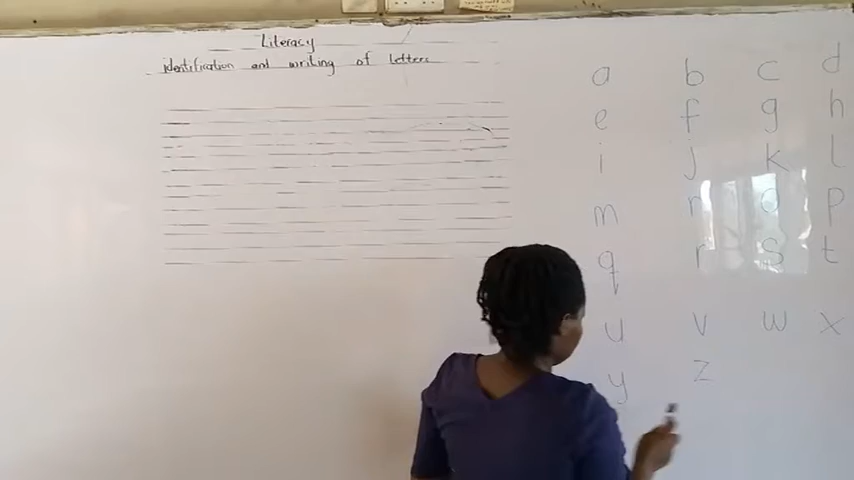 Literacy
identification and writing of letters
a b c d
e f g h
i j k l
m n o p
q r s t
u v w x
y z